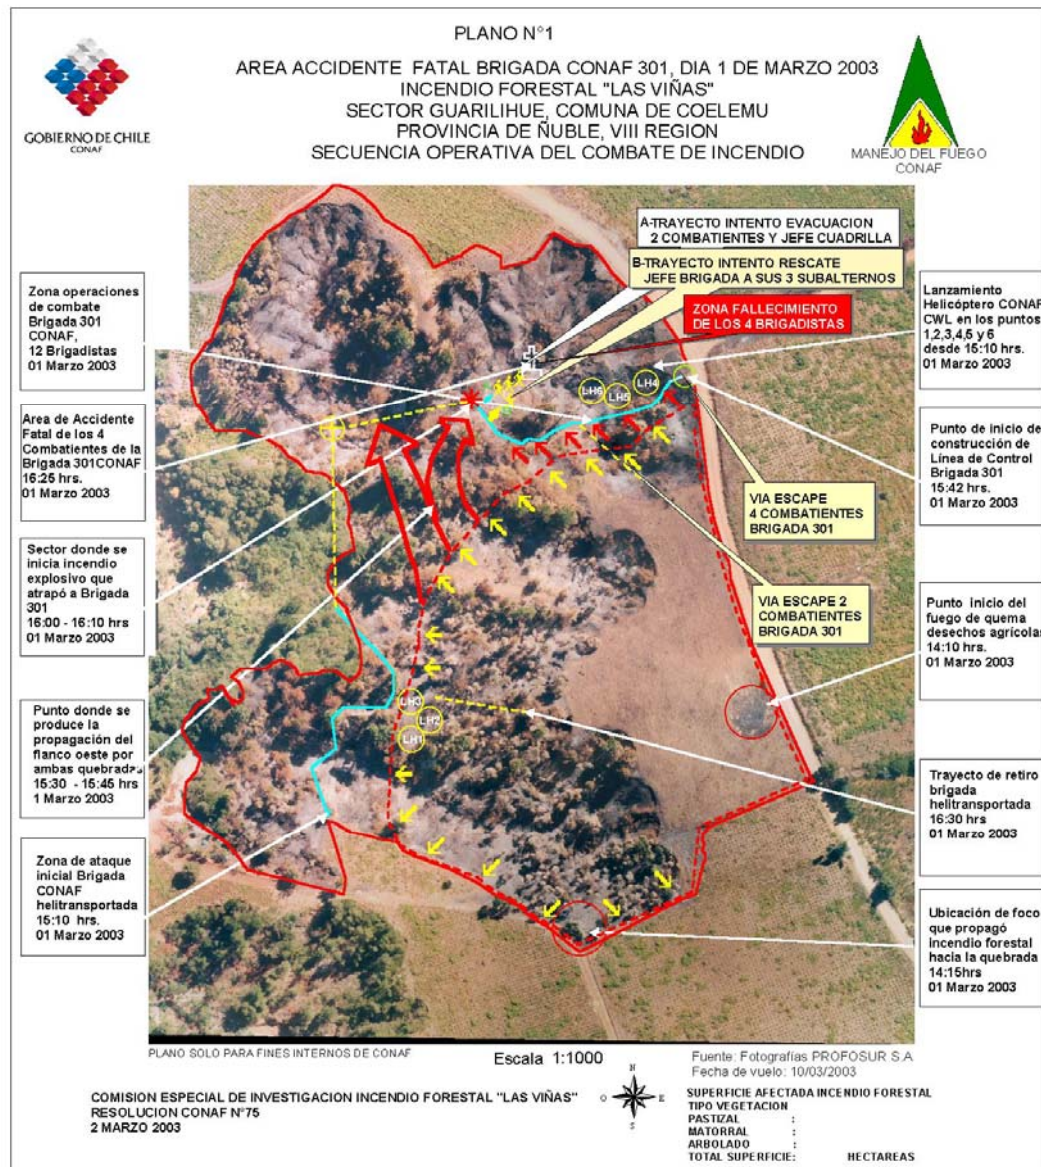 PLANO N°1
AREA ACCIDENTE FATAL BRIGADA CONAF 301, DIA 1 DE MARZO 2003
INCENDIO FORESTAL "LAS VIÑAS"
SECTOR GUARILIHUE, COMUNA DE COELEMU
PROVINCIA DE ÑUBLE, VIII REGION
SECUENCIA OPERATIVA DEL COMBATE DE INCENDIO
GOBIERNO DE CHILE
CONAF
MANEJO DEL FUEGO
CONAF
A-TRAYECTO INTENTO EVACUACION
2 COMBATIENTES Y JEFE CUADRILLA
B-TRAYECTO INTENTO RESCATE
JEFE BRIGADA A SUS 3 SUBALTERNOS
ZONA FALLECIMIENTO
DE LOS 4 BRIGADISTAS
Zona operaciones
de combate
Brigada 301
CONAF,
12 Brigadistas
01 Marzo 2003
Area de Accidente
Fatal de los 4
Combatientes de la
Brigada 301CONAF
16:25 hrs.
01 Marzo 2003
Sector donde se
inicia incendio
explosivo que
atrapó a Brigada
301
16:00 - 16:10 hrs
01 Marzo 2003
Punto donde se
produce la
propagación del
flanco oeste por
ambas quebradas
15:30 - 15:45 hrs
1 Marzo 2003
Zona de ataque
inicial Brigada
CONAF
helitransportada
15:10 hrs.
01 Marzo 2003
LH6
LH5
LH4
LH3
LH2
LH1
VIA ESCAPE
4 COMBATIENTES
BRIGADA 301
VIA ESCAPE 2
COMBATIENTES
BRIGADA 301
Lanzamiento
Helicóptero CONAF
CWL en los puntos
1,2,3,4,5 y 6
desde 15:10 hrs.
01 Marzo 2003
Punto de inicio de
construcción de
Línea de Control
Brigada 301
15:42 hrs.
01 Marzo 2003
Punto inicio del
fuego de quema
desechos agrícolas
14:10 hrs.
01 Marzo 2003
Trayecto de retiro
brigada
helitransportada
16:30 hrs
01 Marzo 2003
Ubicación de foco
que propagó
incendio forestal
hacia la quebrada
14:15hrs
01 Marzo 2003
PLANO SOLO PARA FINES INTERNOS DE CONAF
Escala 1:1000
Fuente: Fotografías PROFOSUR S.A
Fecha de vuelo: 10/03/2003
N
O
E
S
COMISION ESPECIAL DE INVESTIGACION INCENDIO FORESTAL "LAS VIÑAS"
RESOLUCION CONAF N°75
2 MARZO 2003
SUPERFICIE AFECTADA INCENDIO FORESTAL
TIPO VEGETACION
PASTIZAL :
MATORRAL :
ARBOLADO :
TOTAL SUPERFICIE: HECTAREAS